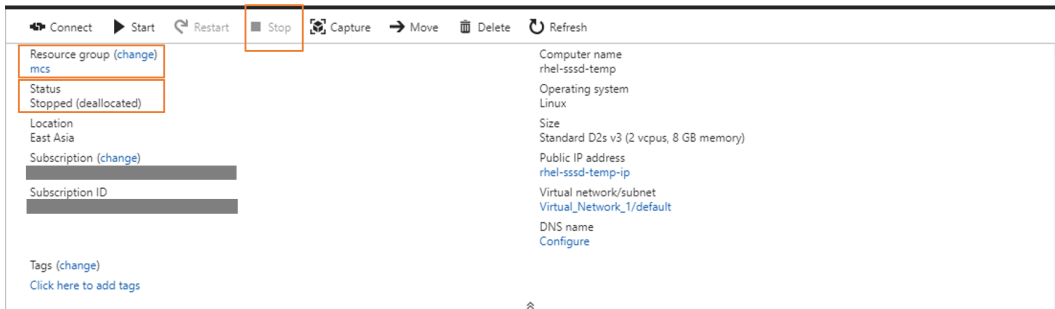 Connect Start Restart Stop Capture Move Delete Refresh
Resource group (change)
mcs
Status
Stopped (deallocated)
Location
East Asia
Subscription (change)
Subscription ID
Tags (change)
Click here to add tags
Computer name
rhel-sssd-temp
Operating system
Linux
Size
Standard D2s v3 (2 vcpus, 8 GB memory)
Public IP address
rhel-sssd-temp-ip
Virtual network/subnet
Virtual_Network_1/default
DNS name
Configure